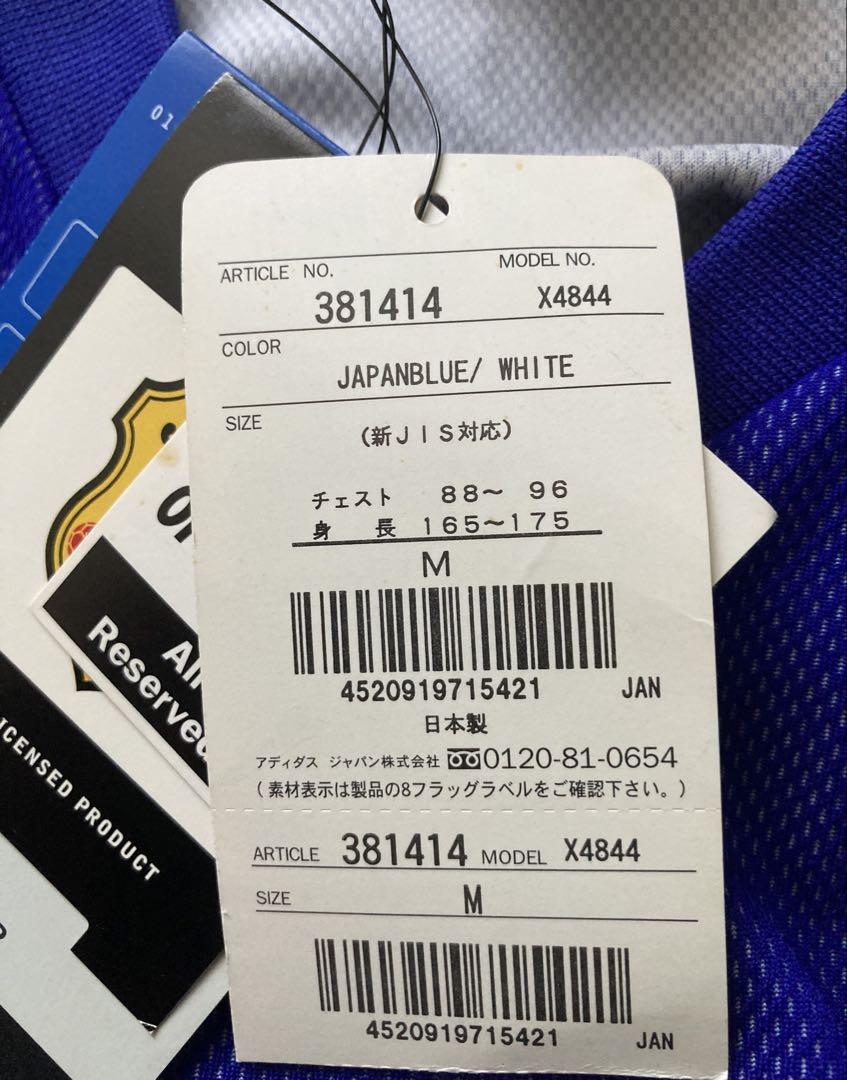 01
ARTICLE NO. MODEL NO.
381414 X4844
COLOR
JAPANBLUE/ WHITE
SIZE
(新JIS対応)
チェスト 88〜 96
身 長 165〜175
M
4520919715421 JAN
日本製
アディダス ジャパン株式会社 0120-81-0654
(素材表示は製品の8フラッグラベルをご確認下さい。)
ARTICLE 381414 MODEL X4844
SIZE M
4520919715421 JAN
All
Reserved
LICENSED PRODUCT